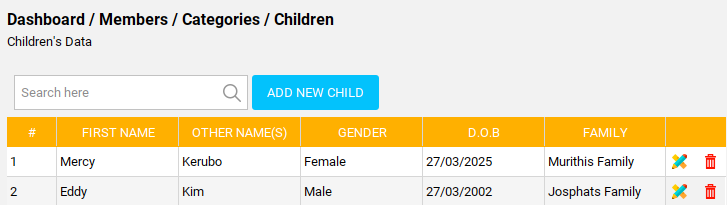 Dashboard / Members / Categories / Children
Children's Data
Search here
ADD NEW CHILD
# FIRST NAME OTHER NAME(S) GENDER D.O.B FAMILY
1 Mercy Kerubo Female 27/03/2025 Murithis Family
2 Eddy Kim Male 27/03/2002 Josphats Family